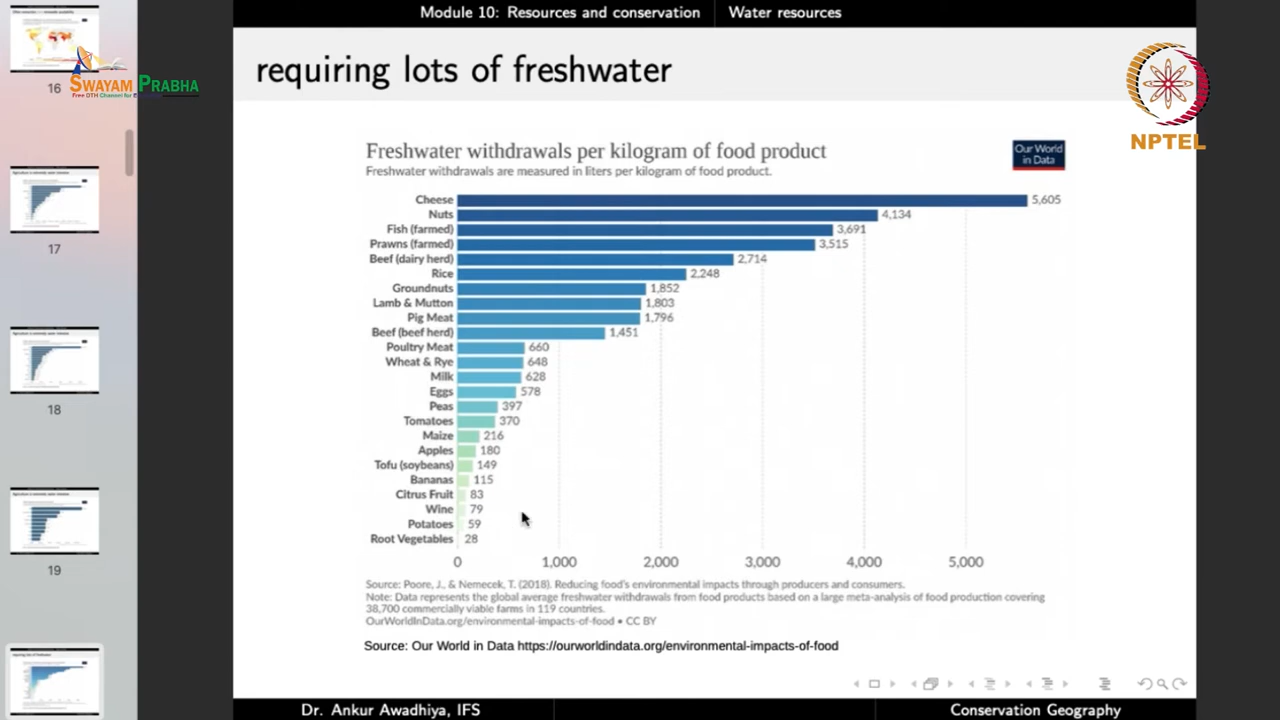 Module 10: Resources and conservation Water resources
requiring lots of freshwater
16
SWAYAM PRABHA
NPTEL
Freshwater withdrawals per kilogram of food product
Freshwater withdrawals are measured in liters per kilogram of food product.
Our World
in Data
Cheese 5,605
Nuts 4,134
Fish (farmed) 3,691
Prawns (farmed) 3,515
Beef (dairy herd) 2,714
Rice 2,248
Groundnuts 1,852
Lamb & Mutton 1,803
Pig Meat 1,796
Beef (beef herd) 1,451
Poultry Meat 660
Wheat & Rye 648
Milk 628
Eggs 578
Peas 397
Tomatoes 370
Maize 216
Apples 180
Tofu (soybeans) 149
Bananas 115
Citrus Fruit 83
Wine 79
Potatoes 59
Root Vegetables 28
0 1,000 2,000 3,000 4,000 5,000
Source: Poore, J., & Nemecek, T. (2018). Reducing food's environmental impacts through producers and consumers.
Note: Data represents the global average freshwater withdrawals from food products based on a large meta-analysis of food production covering
38,700 commercially viable farms in 119 countries.
OurWorldInData.org/environmental-impacts-of-food • CC BY
Source: Our World in Data https://ourworldindata.org/environmental-impacts-of-food
17
18
19
Dr. Ankur Awadhiya, IFS Conservation Geography